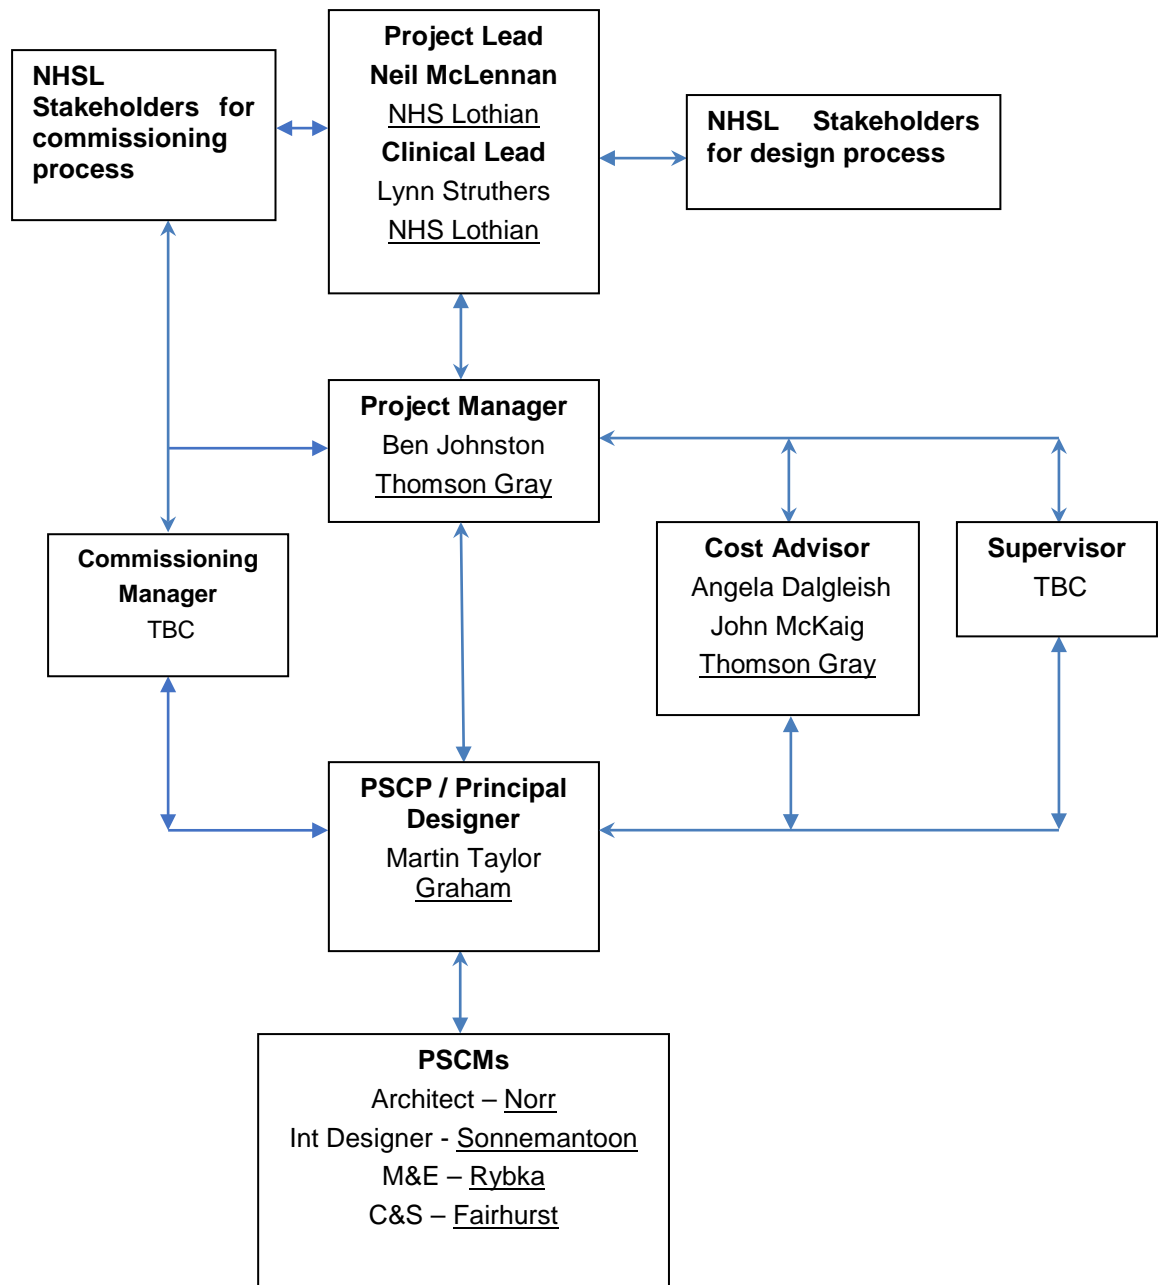 Project Lead
Neil McLennan
NHS Lothian
Clinical Lead
Lynn Struthers
NHS Lothian
NHSL
Stakeholders for
commissioning
process
NHSL Stakeholders
for design process
Project Manager
Ben Johnston
Thomson Gray
Commissioning
Manager
TBC
Cost Advisor
Angela Dalgleish
John McKaig
Thomson Gray
Supervisor
TBC
PSCP / Principal
Designer
Martin Taylor
Graham
PSCMs
Architect – Norr
Int Designer - Sonnemantoon
M&E – Rybka
C&S – Fairhurst